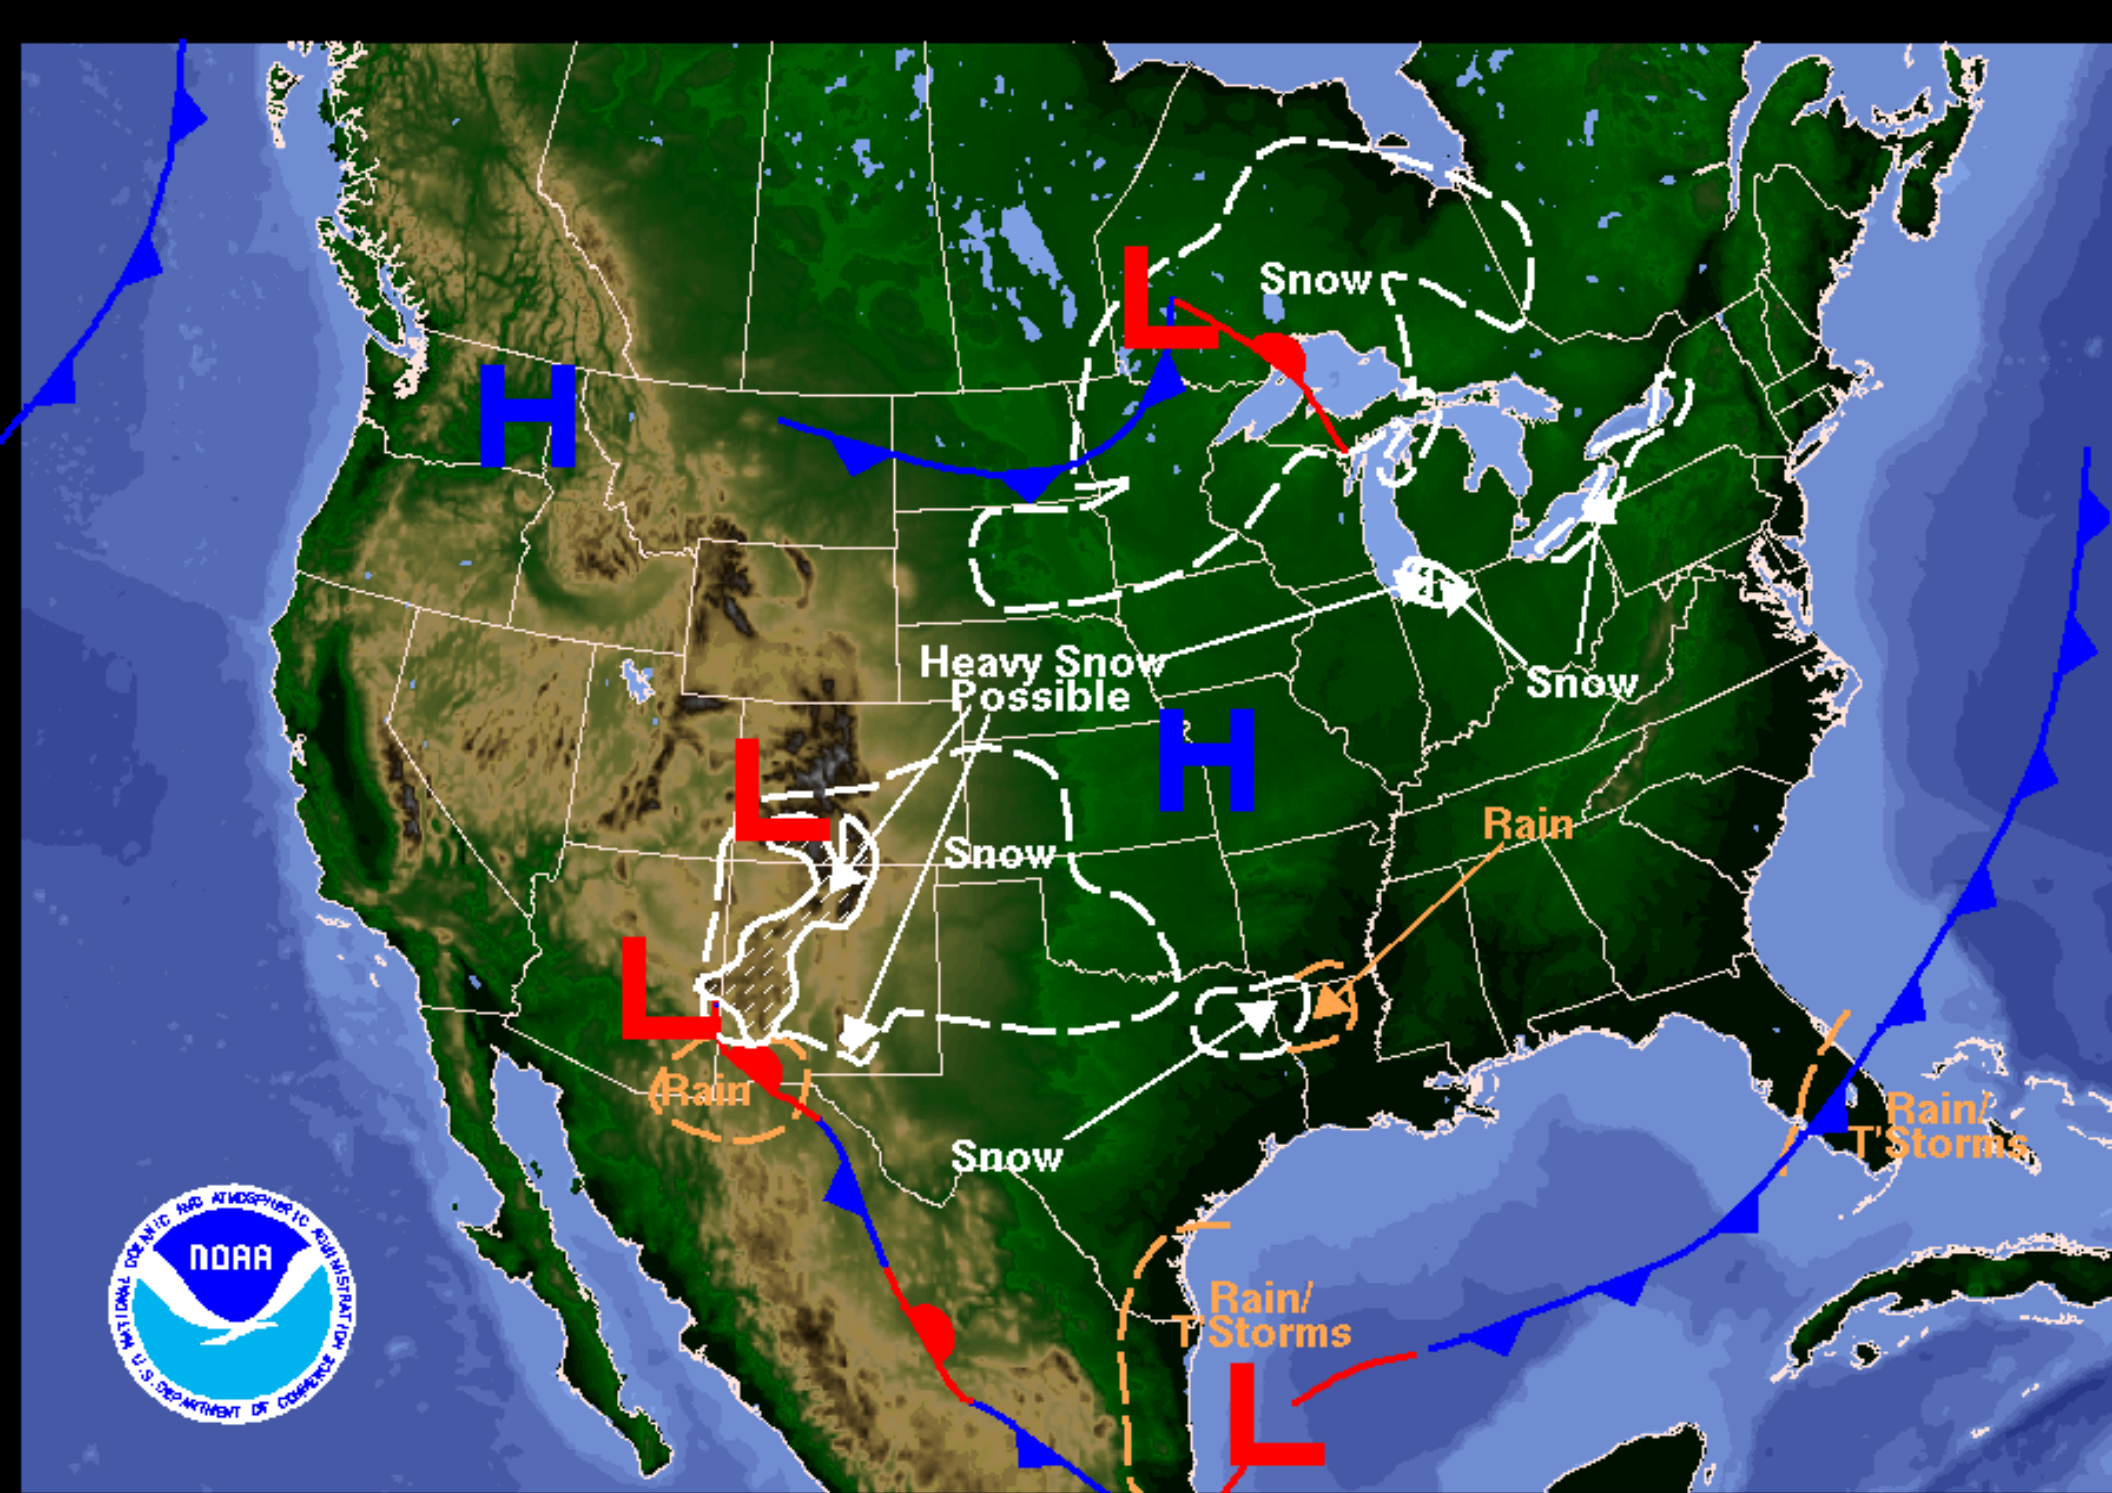 L
Snow
H
Heavy Snow
Possible
Snow
H
L
Rain
Snow
L
Rain
Rain/
T'Storms
Snow
NATIONAL OCEANIC AND ATMOSPHERIC ADMINISTRATION
NOAA
U.S. DEPARTMENT OF COMMERCE
Rain/
T'Storms
L